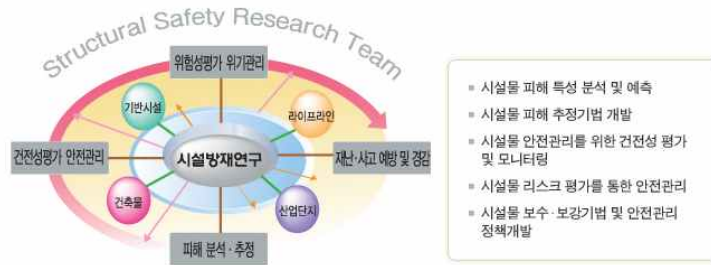 Structural Safety Research Team
위험성평가 위기관리
기반시설
라이프라인
건전성평가 안전관리
시설방재연구
재난·사고 예방 및 경감
건축물
산업단지
피해 분석·추정
▪ 시설물 피해 특성 분석 및 예측
▪ 시설물 피해 추정기법 개발
▪ 시설물 안전관리를 위한 건전성 평가
및 모니터링
▪ 시설물 리스크 평가를 통한 안전관리
▪ 시설물 보수·보강기법 및 안전관리
정책개발